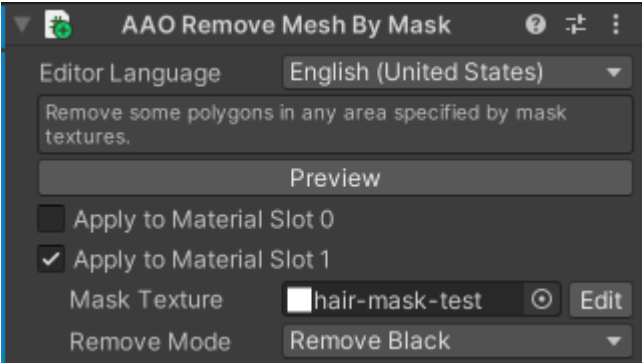 AAO Remove Mesh By Mask
Editor Language English (United States)
Remove some polygons in any area specified by mask
textures.
Preview
Apply to Material Slot 0
Apply to Material Slot 1
Mask Texture hair-mask-test Edit
Remove Mode Remove Black